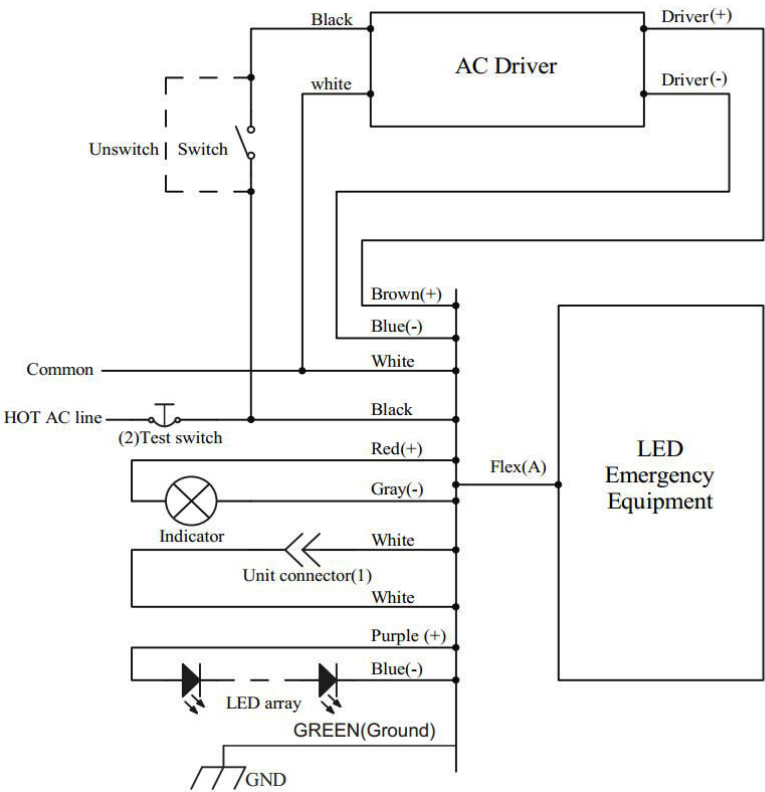 Black
Driver(+)
AC Driver
white
Driver(-)
Unswitch
Switch
Brown(+)
Blue(-)
Common
White
HOT AC line
Black
(2)Test switch
Red(+)
Flex(A)
LED
Emergency
Equipment
Gray(-)
Indicator
White
Unit connector(1)
White
Purple (+)
Blue(-)
LED array
GREEN(Ground)
GND